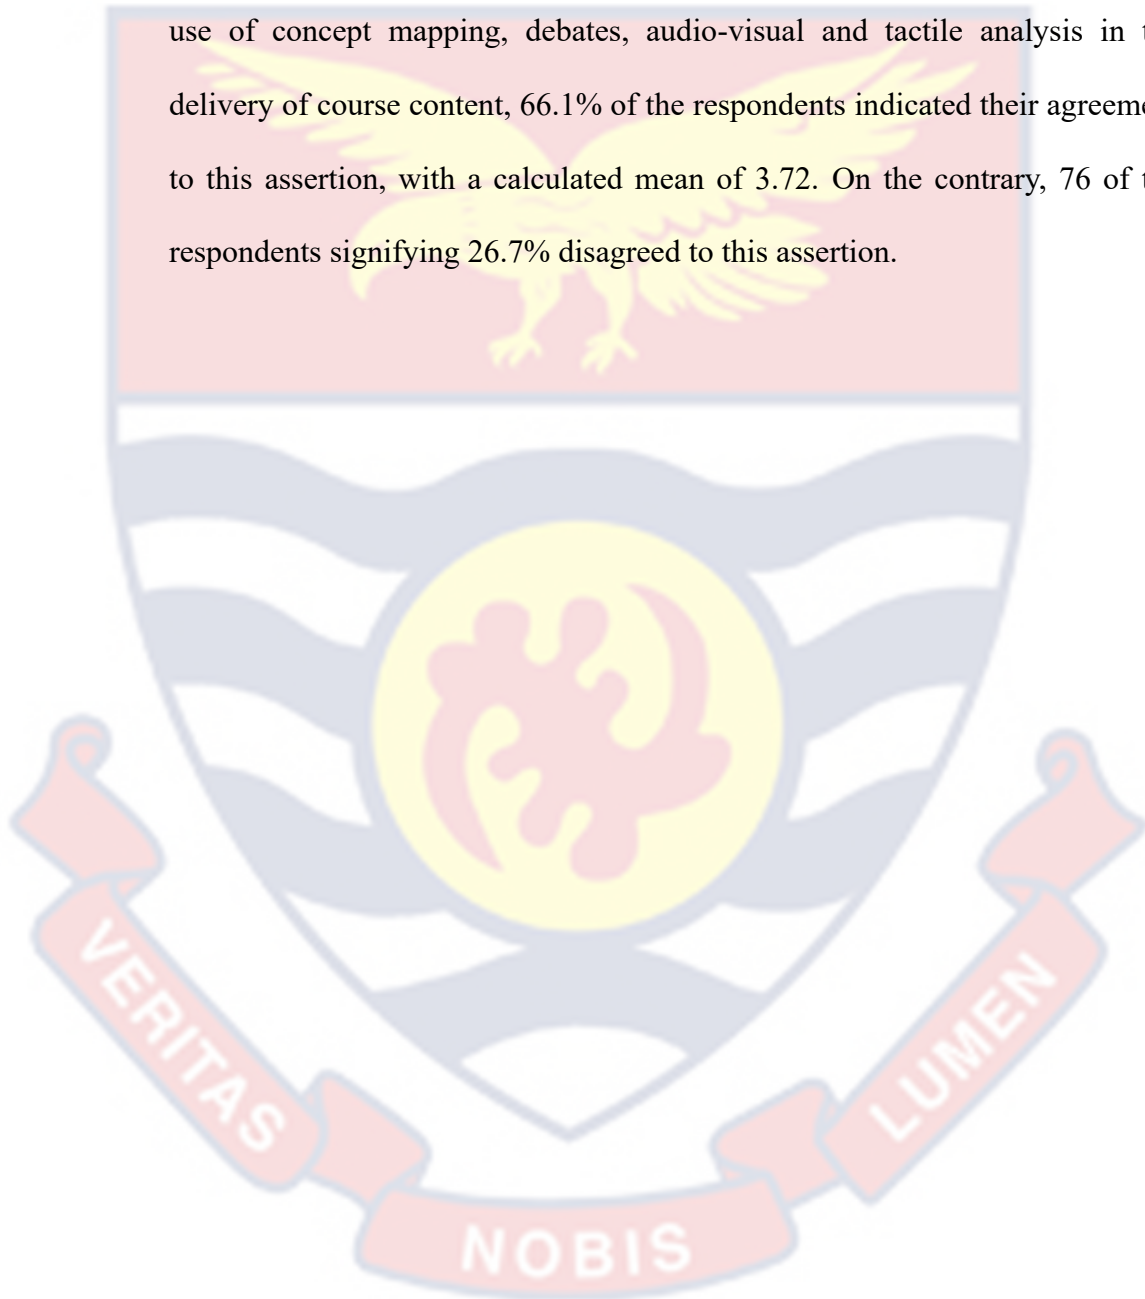 use of concept mapping, debates, audio-visual and tactile analysis in
delivery of course content, 66.1% of the respondents indicated their
to this assertion, with a calculated mean of 3.72. On the contrary, 76 of
respondents signifying 26.7% disagreed to this assertion.
VERITAS
NOBIS
LUMEN